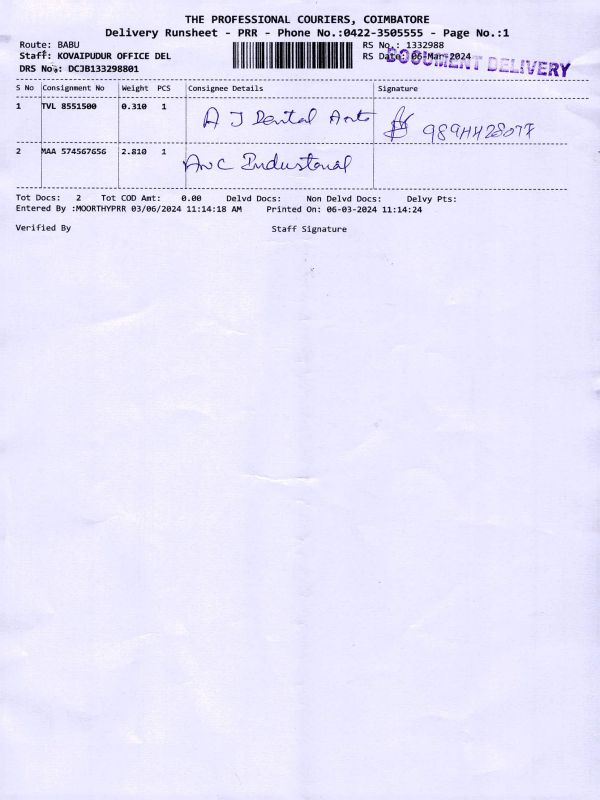 THE PROFESSIONAL COURIERS, COIMBATORE
Delivery Runsheet - PRR - Phone No.:0422-3505555 - Page No.:1
Route: BABU RS No.: 1332988
Staff: KOVAIPUDUR OFFICE DEL RS Date: 06-Mar-2024
DOCUMENT DELIVERY
DRS No.: DCJB133298801
S No Consignment No Weight PCS Consignee Details Signature
1 TVL 8551500 0.310 1 A J Dental Arts
2 MAA 574567656 2.810 1 Industorial
Tot Docs: 2 Tot COD Amt: 0.00 Delvd Docs: Non Delvd Docs: Delvy Pts:
Entered By :MOORTHYPRR 03/06/2024 11:14:18 AM Printed On: 06-03-2024 11:14:24
Verified By Staff Signature